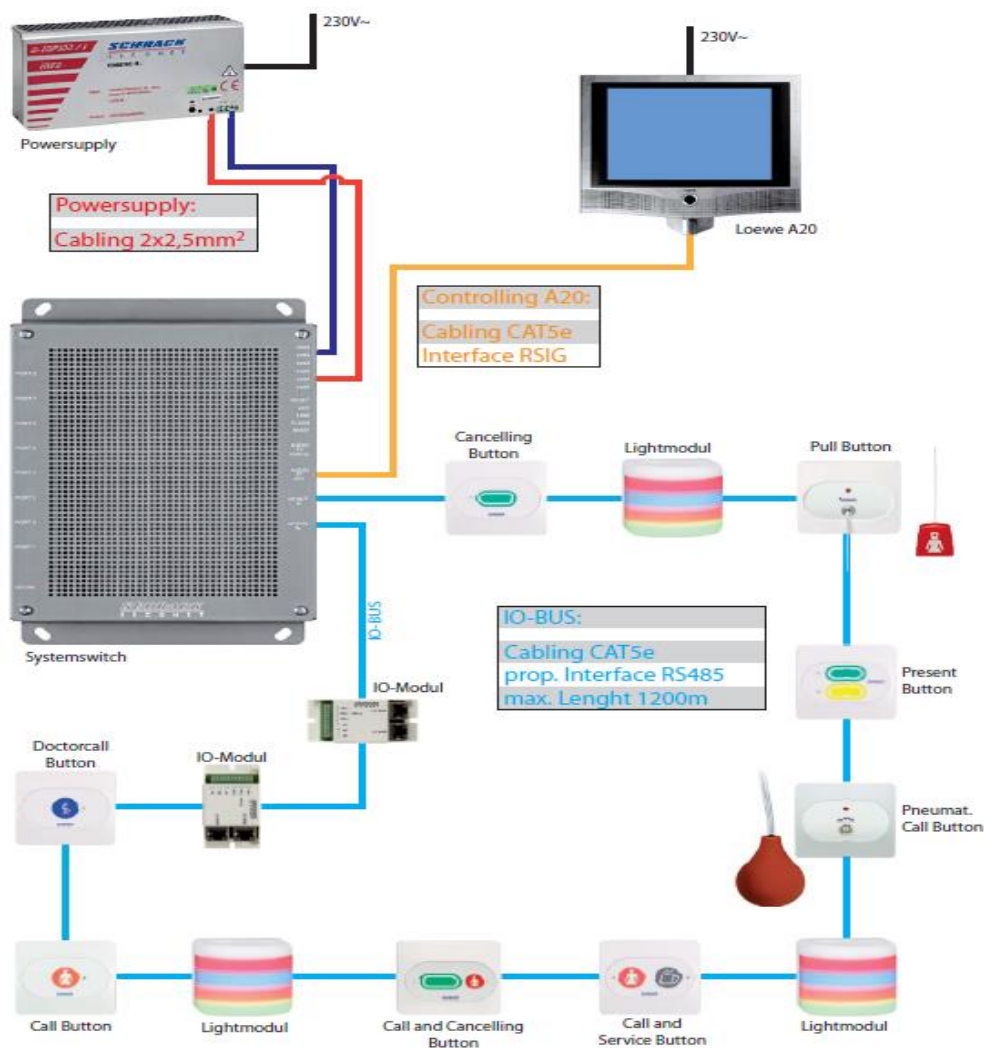 230V~
230V~
SCHRACK
SECONET
Powersupply
Powersupply:
Cabling 2x2,5mm²
Loewe A20
Controlling A20:
Cabling CAT5e
Interface RSIG
Cancelling
Button
Lightmodul
Pull Button
SCHRACK
SECONET
Systemswitch
IO-BUS
IO-BUS:
Cabling CAT5e
prop. Interface RS485
max. Lenght 1200m
Present
Button
IO-Modul
Doctorcall
Button
IO-Modul
Pneumat.
Call Button
Call Button
Lightmodul
Call and Cancelling
Button
Call and
Service Button
Lightmodul